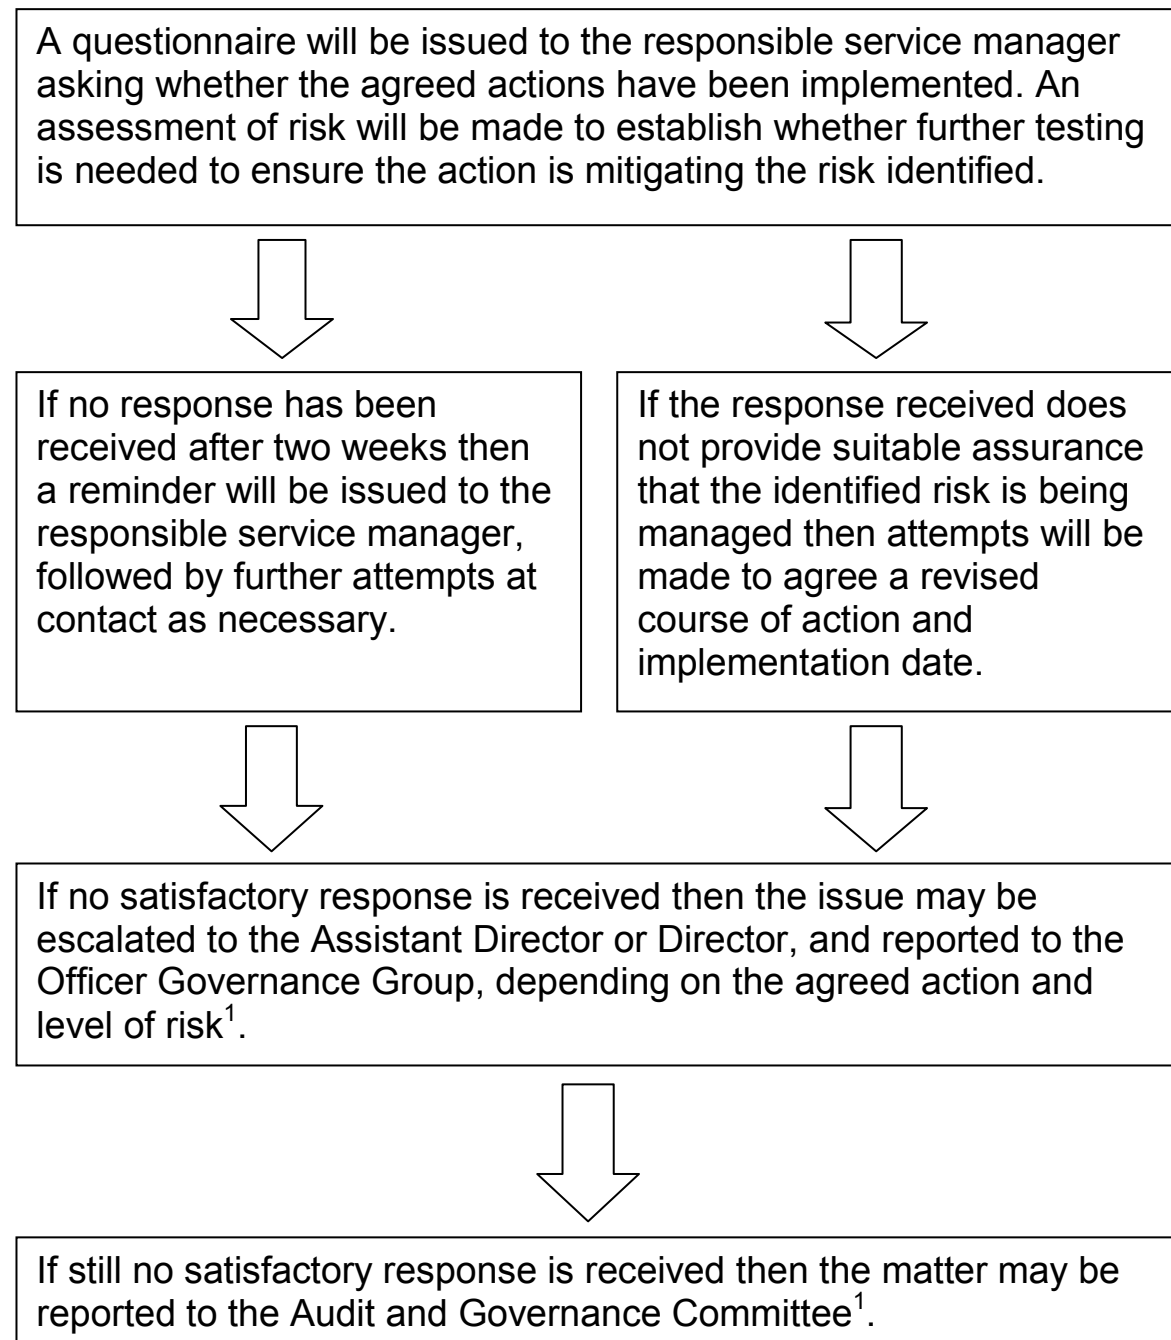 A questionnaire will be issued to the responsible service manager
asking whether the agreed actions have been implemented. An
assessment of risk will be made to establish whether further testing
is needed to ensure the action is mitigating the risk identified.
If no response has been
received after two weeks then
a reminder will be issued to the
responsible service manager,
followed by further attempts at
contact as necessary.
If the response received does
not provide suitable assurance
that the identified risk is being
managed then attempts will be
made to agree a revised
course of action and
implementation date.
If no satisfactory response is received then the issue may be
escalated to the Assistant Director or Director, and reported to the
Officer Governance Group, depending on the agreed action and
level of risk¹.
If still no satisfactory response is received then the matter may be
reported to the Audit and Governance Committee¹.